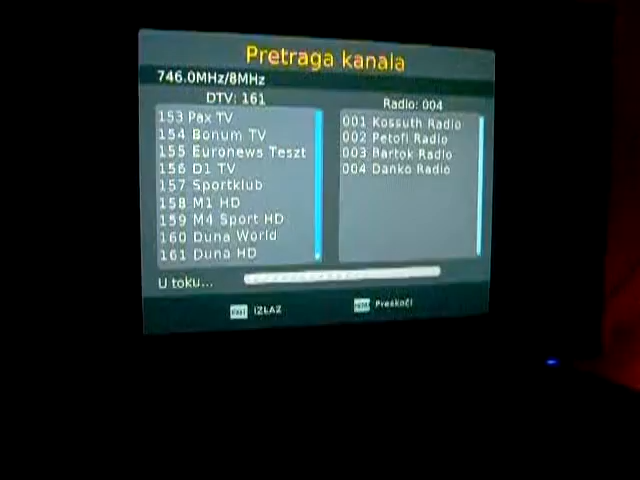 Pretraga kanala
746.0MHz/8MHz
DTV: 161
153 Pax TV
154 Bonum TV
155 Euronews Teszt
156 D1 TV
157 Sportklub
158 M1 HD
159 M4 Sport HD
160 Duna World
161 Duna HD
Radio: 004
001 Kossuth Radio
002 Petofi Radio
003 Bartok Radio
004 Danko Radio
U toku...
EXIT IZLAZ
MENU Preskoči